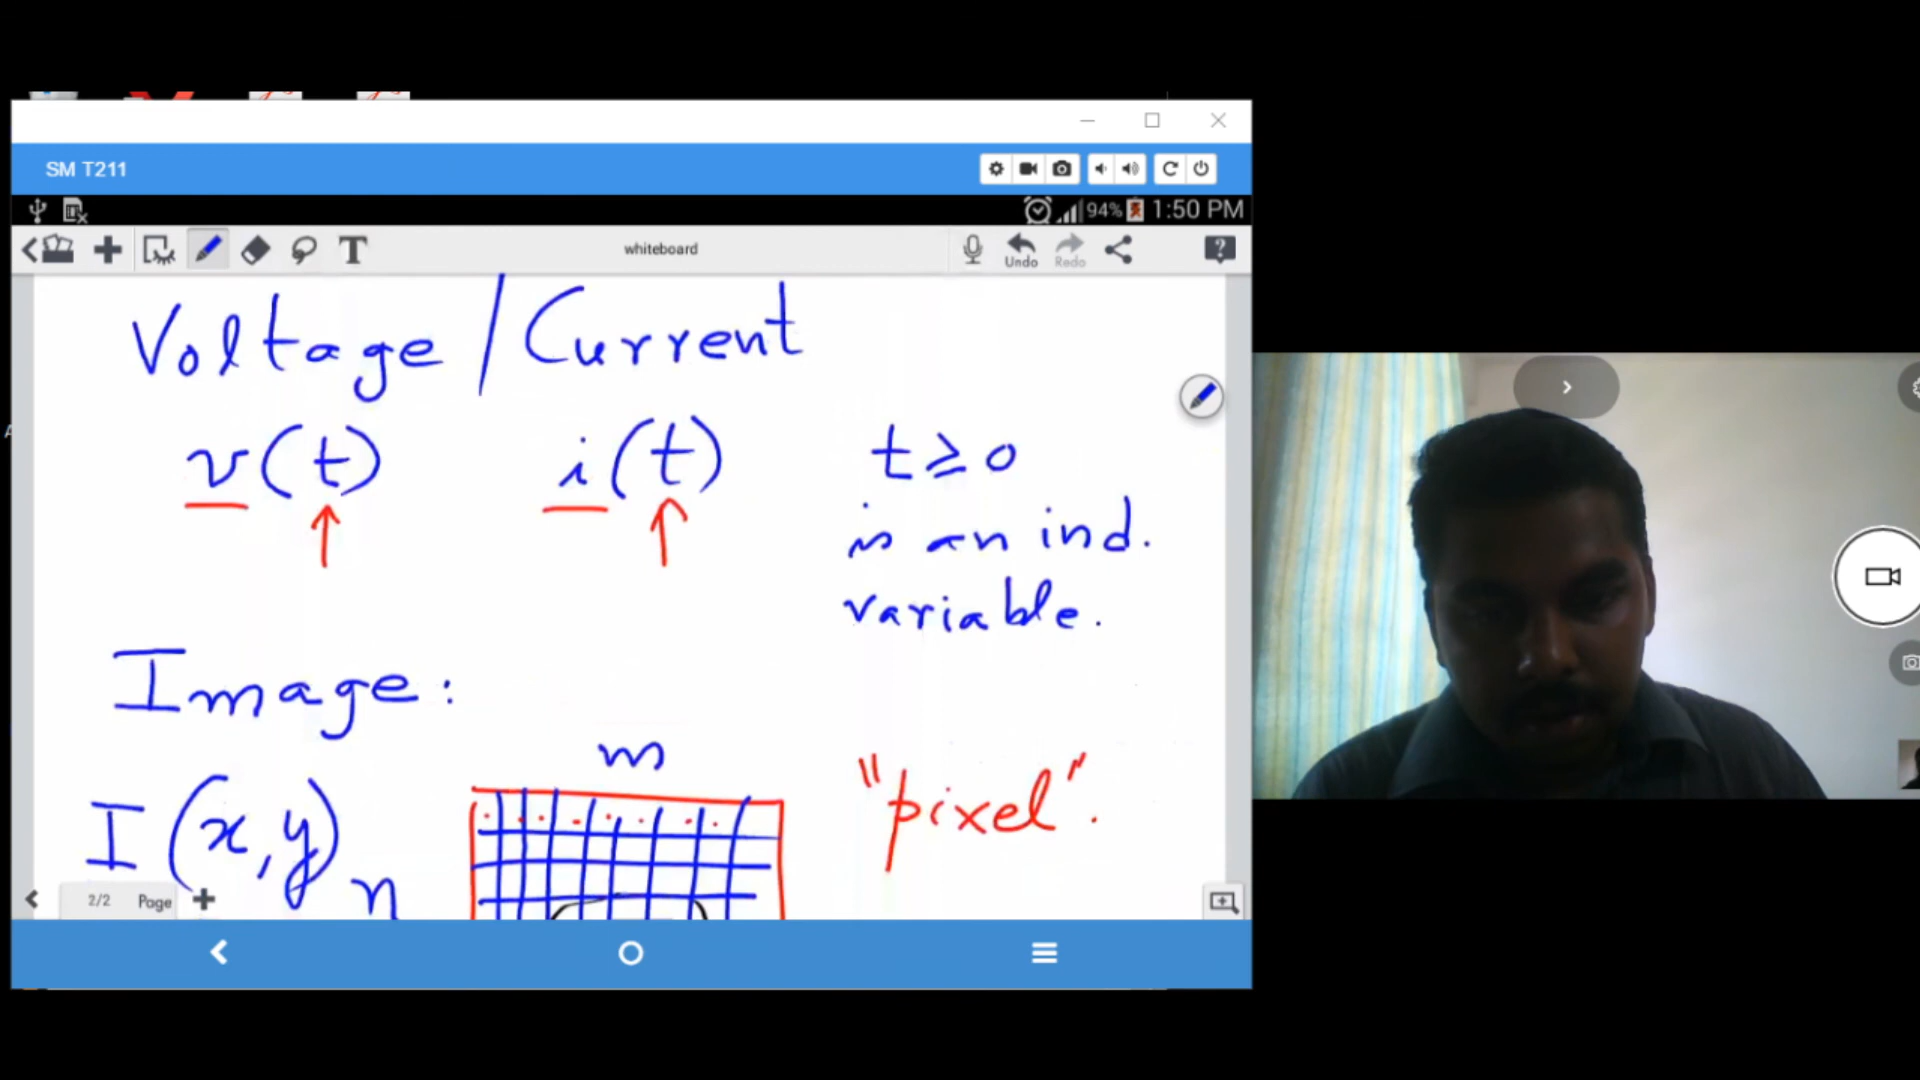 SM T211
94% 1:50 PM
whiteboard
Undo
Redo
Voltage / Current
v(t) i(t) t ≥ 0
is an ind.
variable.
Image:
m
"pixel".
I(x,y)
n
2/2 Page